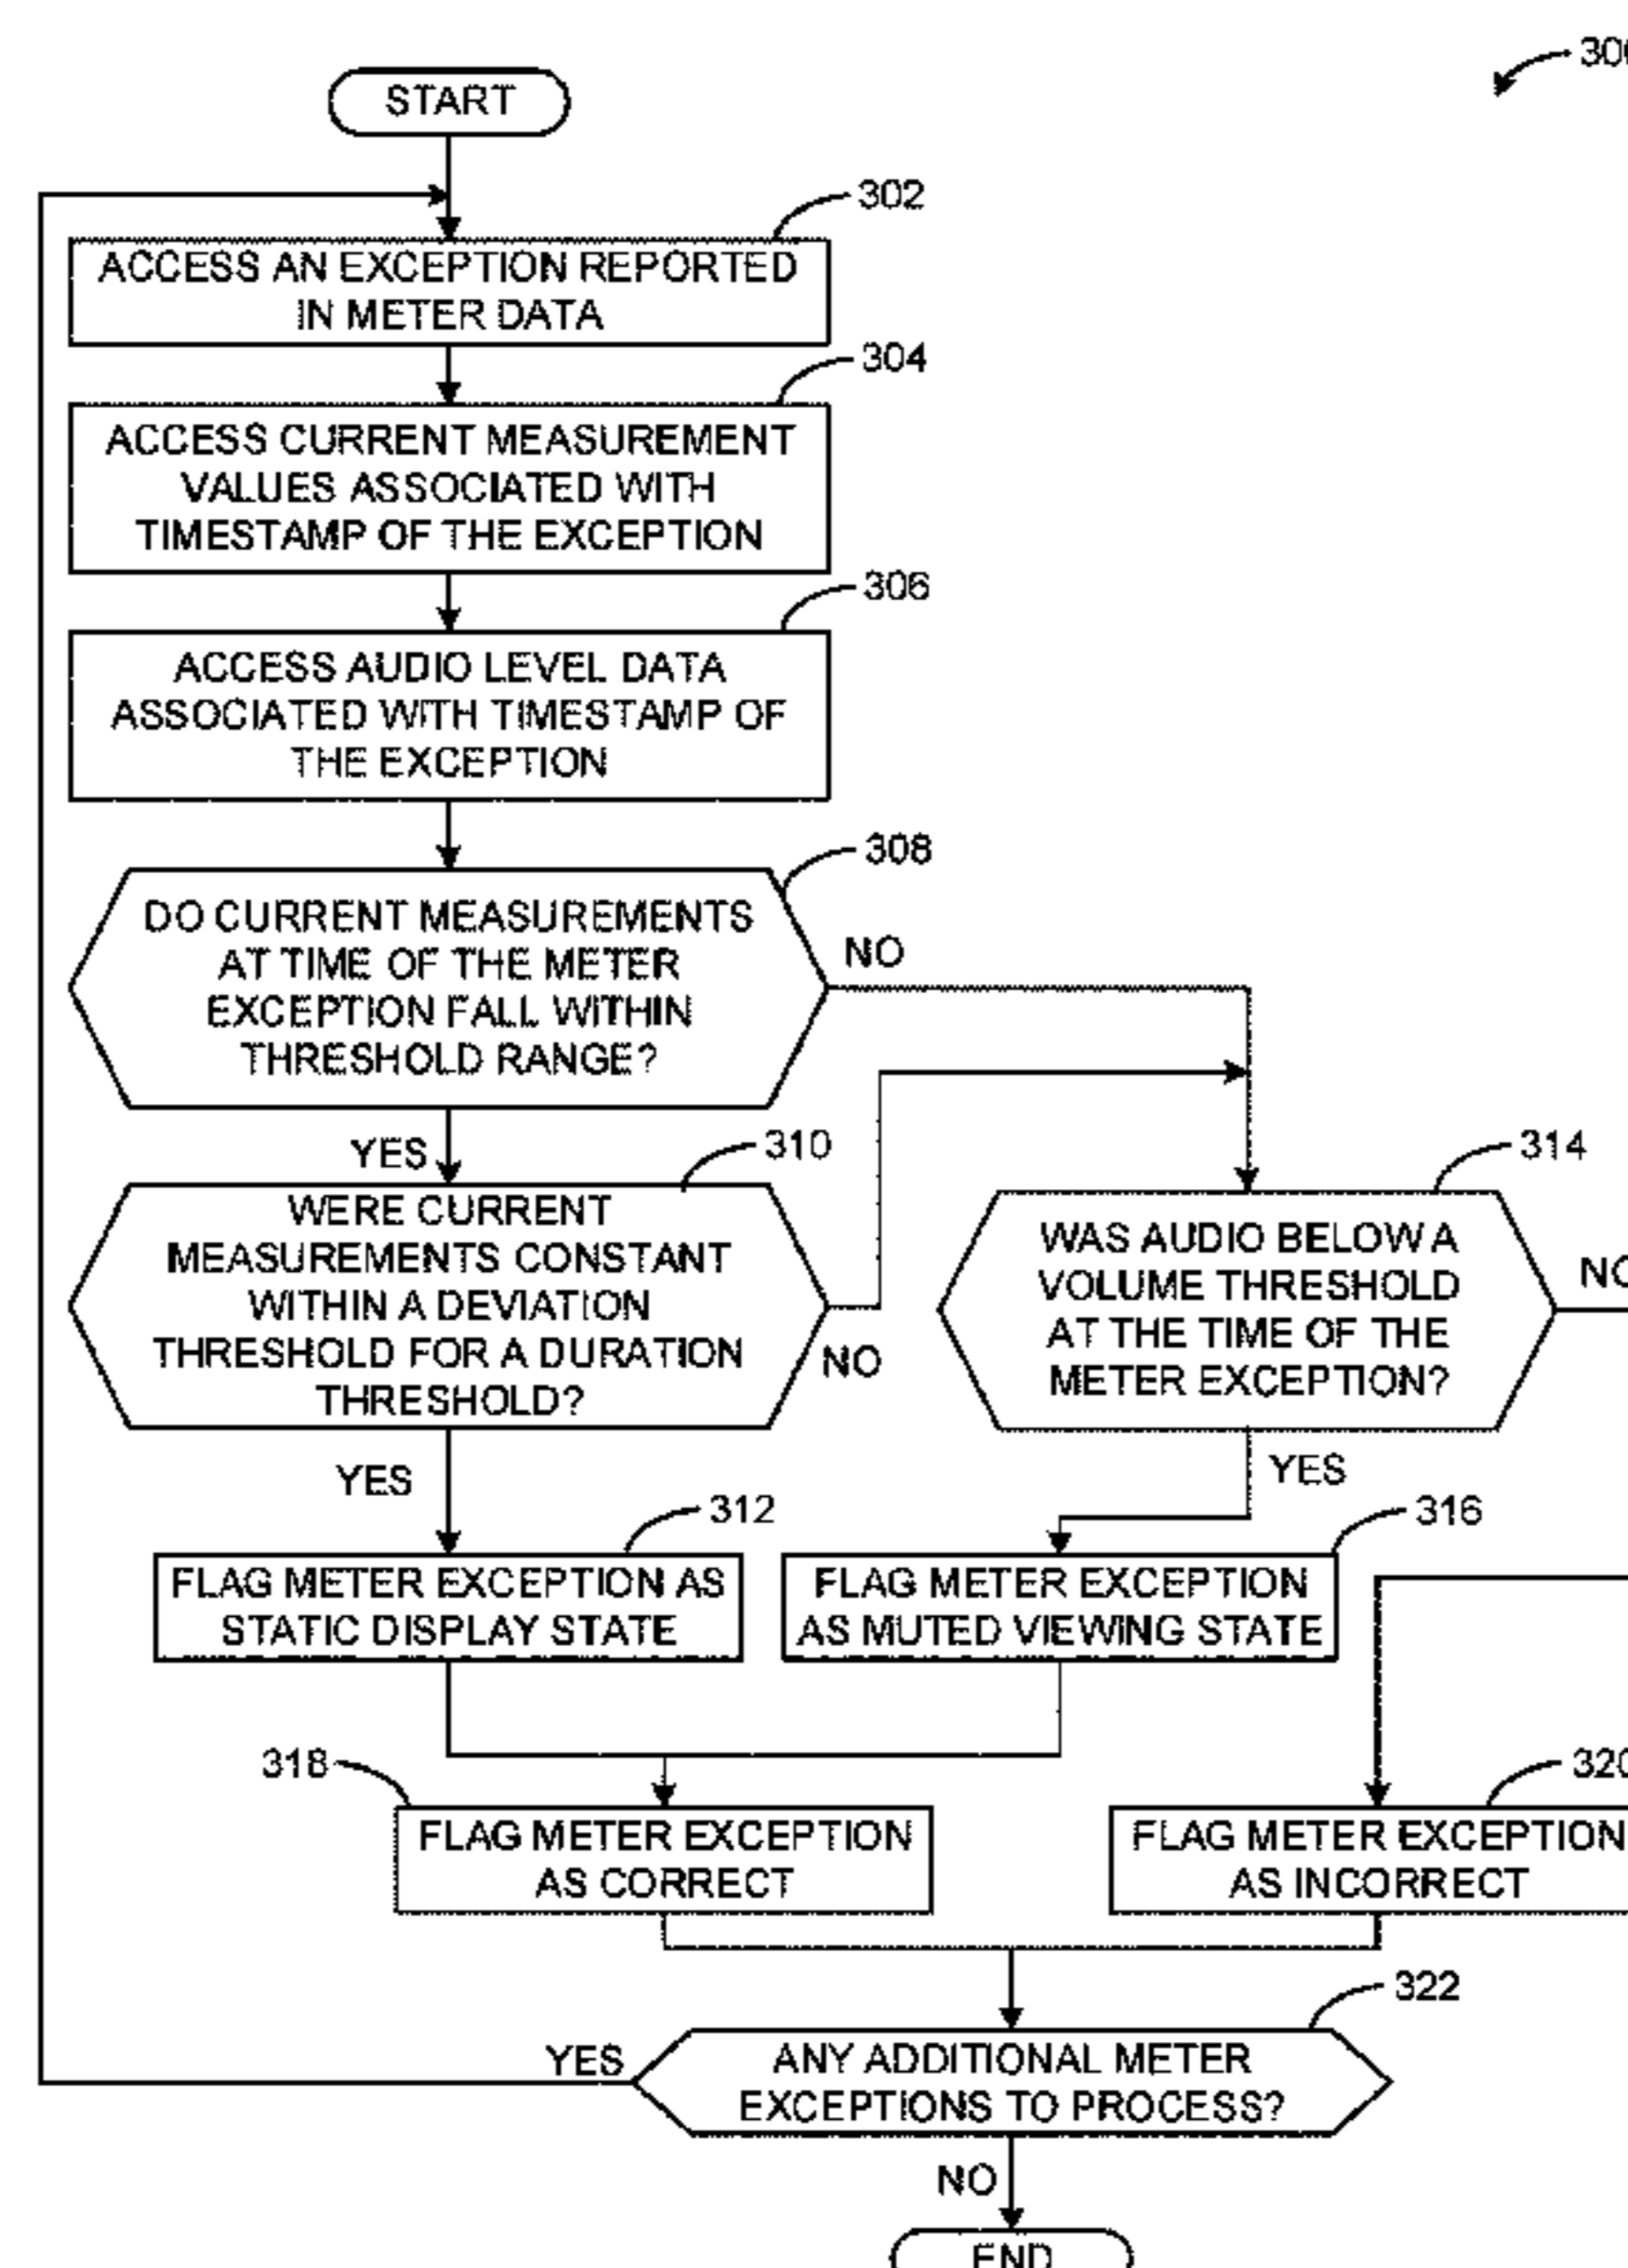 300
START
302
ACCESS AN EXCEPTION REPORTED
IN METER DATA
304
ACCESS CURRENT MEASUREMENT
VALUES ASSOCIATED WITH
TIMESTAMP OF THE EXCEPTION
306
ACCESS AUDIO LEVEL DATA
ASSOCIATED WITH TIMESTAMP OF
THE EXCEPTION
308
DO CURRENT MEASUREMENTS
AT TIME OF THE METER
EXCEPTION FALL WITHIN
THRESHOLD RANGE?
NO
YES
310
WERE CURRENT
MEASUREMENTS CONSTANT
WITHIN A DEVIATION
THRESHOLD FOR A DURATION
THRESHOLD?
NO
314
WAS AUDIO BELOW A
VOLUME THRESHOLD
AT THE TIME OF THE
METER EXCEPTION?
NO
YES
YES
312
FLAG METER EXCEPTION AS
STATIC DISPLAY STATE
316
FLAG METER EXCEPTION
AS MUTED VIEWING STATE
318
FLAG METER EXCEPTION
AS CORRECT
320
FLAG METER EXCEPTION
AS INCORRECT
322
ANY ADDITIONAL METER
EXCEPTIONS TO PROCESS?
YES
NO
END